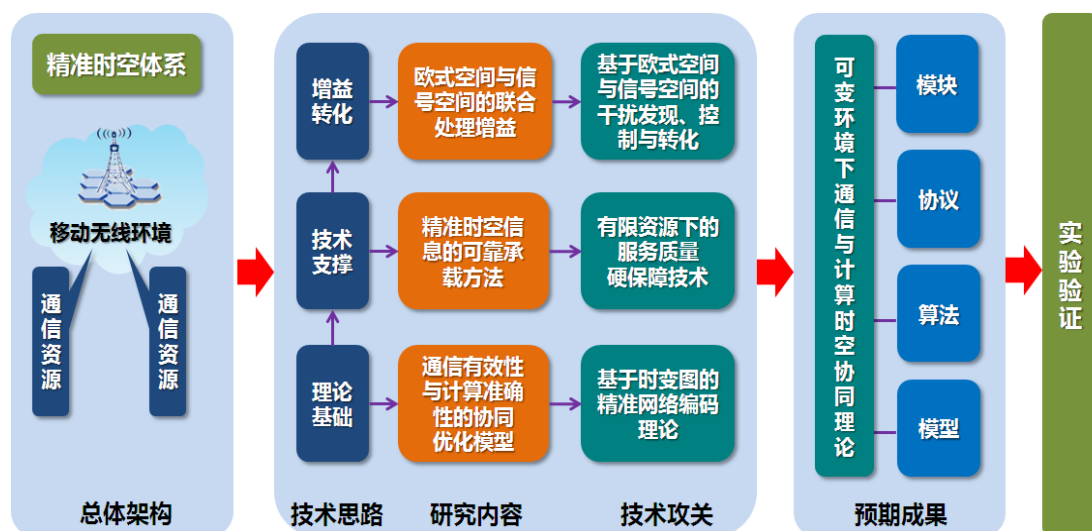 精准时空体系
移动无线环境
通信资源
通信资源
总体架构
增益
转化
欧式空间与信
号空间的联合
处理增益
基于欧式空间
与信号空间的
干扰发现、控
制与转化
技术
支撑
精准时空信
息的可靠承
载方法
有限资源下的
服务质量
硬保障技术
理论
基础
通信有效性
与计算准确
性的协同
优化模型
基于时变图的
精准网络编码
理论
技术思路
研究内容
技术攻关
可变环境下通信与计算时空协同理论
模块
协议
算法
模型
预期成果
实验验证